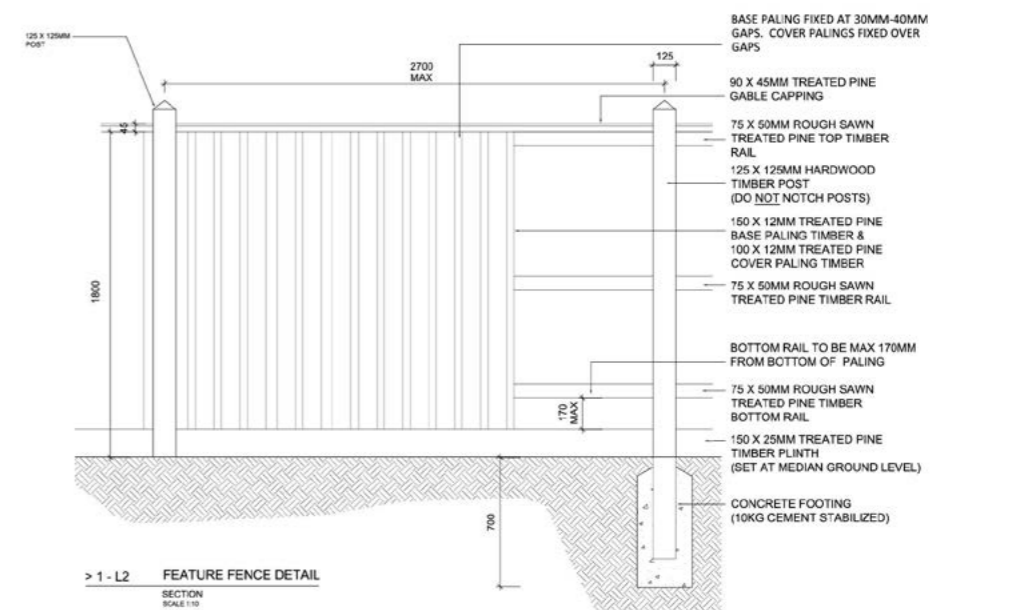 125 X 125MM
POST
2700
MAX
125
45
1800
170
MAX
700
BASE PALING FIXED AT 30MM-40MM
GAPS. COVER PALINGS FIXED OVER
GAPS
90 X 45MM TREATED PINE
GABLE CAPPING
75 X 50MM ROUGH SAWN
TREATED PINE TOP TIMBER
RAIL
125 X 125MM HARDWOOD
TIMBER POST
(DO NOT NOTCH POSTS)
150 X 12MM TREATED PINE
BASE PALING TIMBER &
100 X 12MM TREATED PINE
COVER PALING TIMBER
75 X 50MM ROUGH SAWN
TREATED PINE TIMBER RAIL
BOTTOM RAIL TO BE MAX 170MM
FROM BOTTOM OF PALING
75 X 50MM ROUGH SAWN
TREATED PINE TIMBER
BOTTOM RAIL
150 X 25MM TREATED PINE
TIMBER PLINTH
(SET AT MEDIAN GROUND LEVEL)
CONCRETE FOOTING
(10KG CEMENT STABILIZED)
> 1 - L2 FEATURE FENCE DETAIL
SECTION
SCALE 1:10